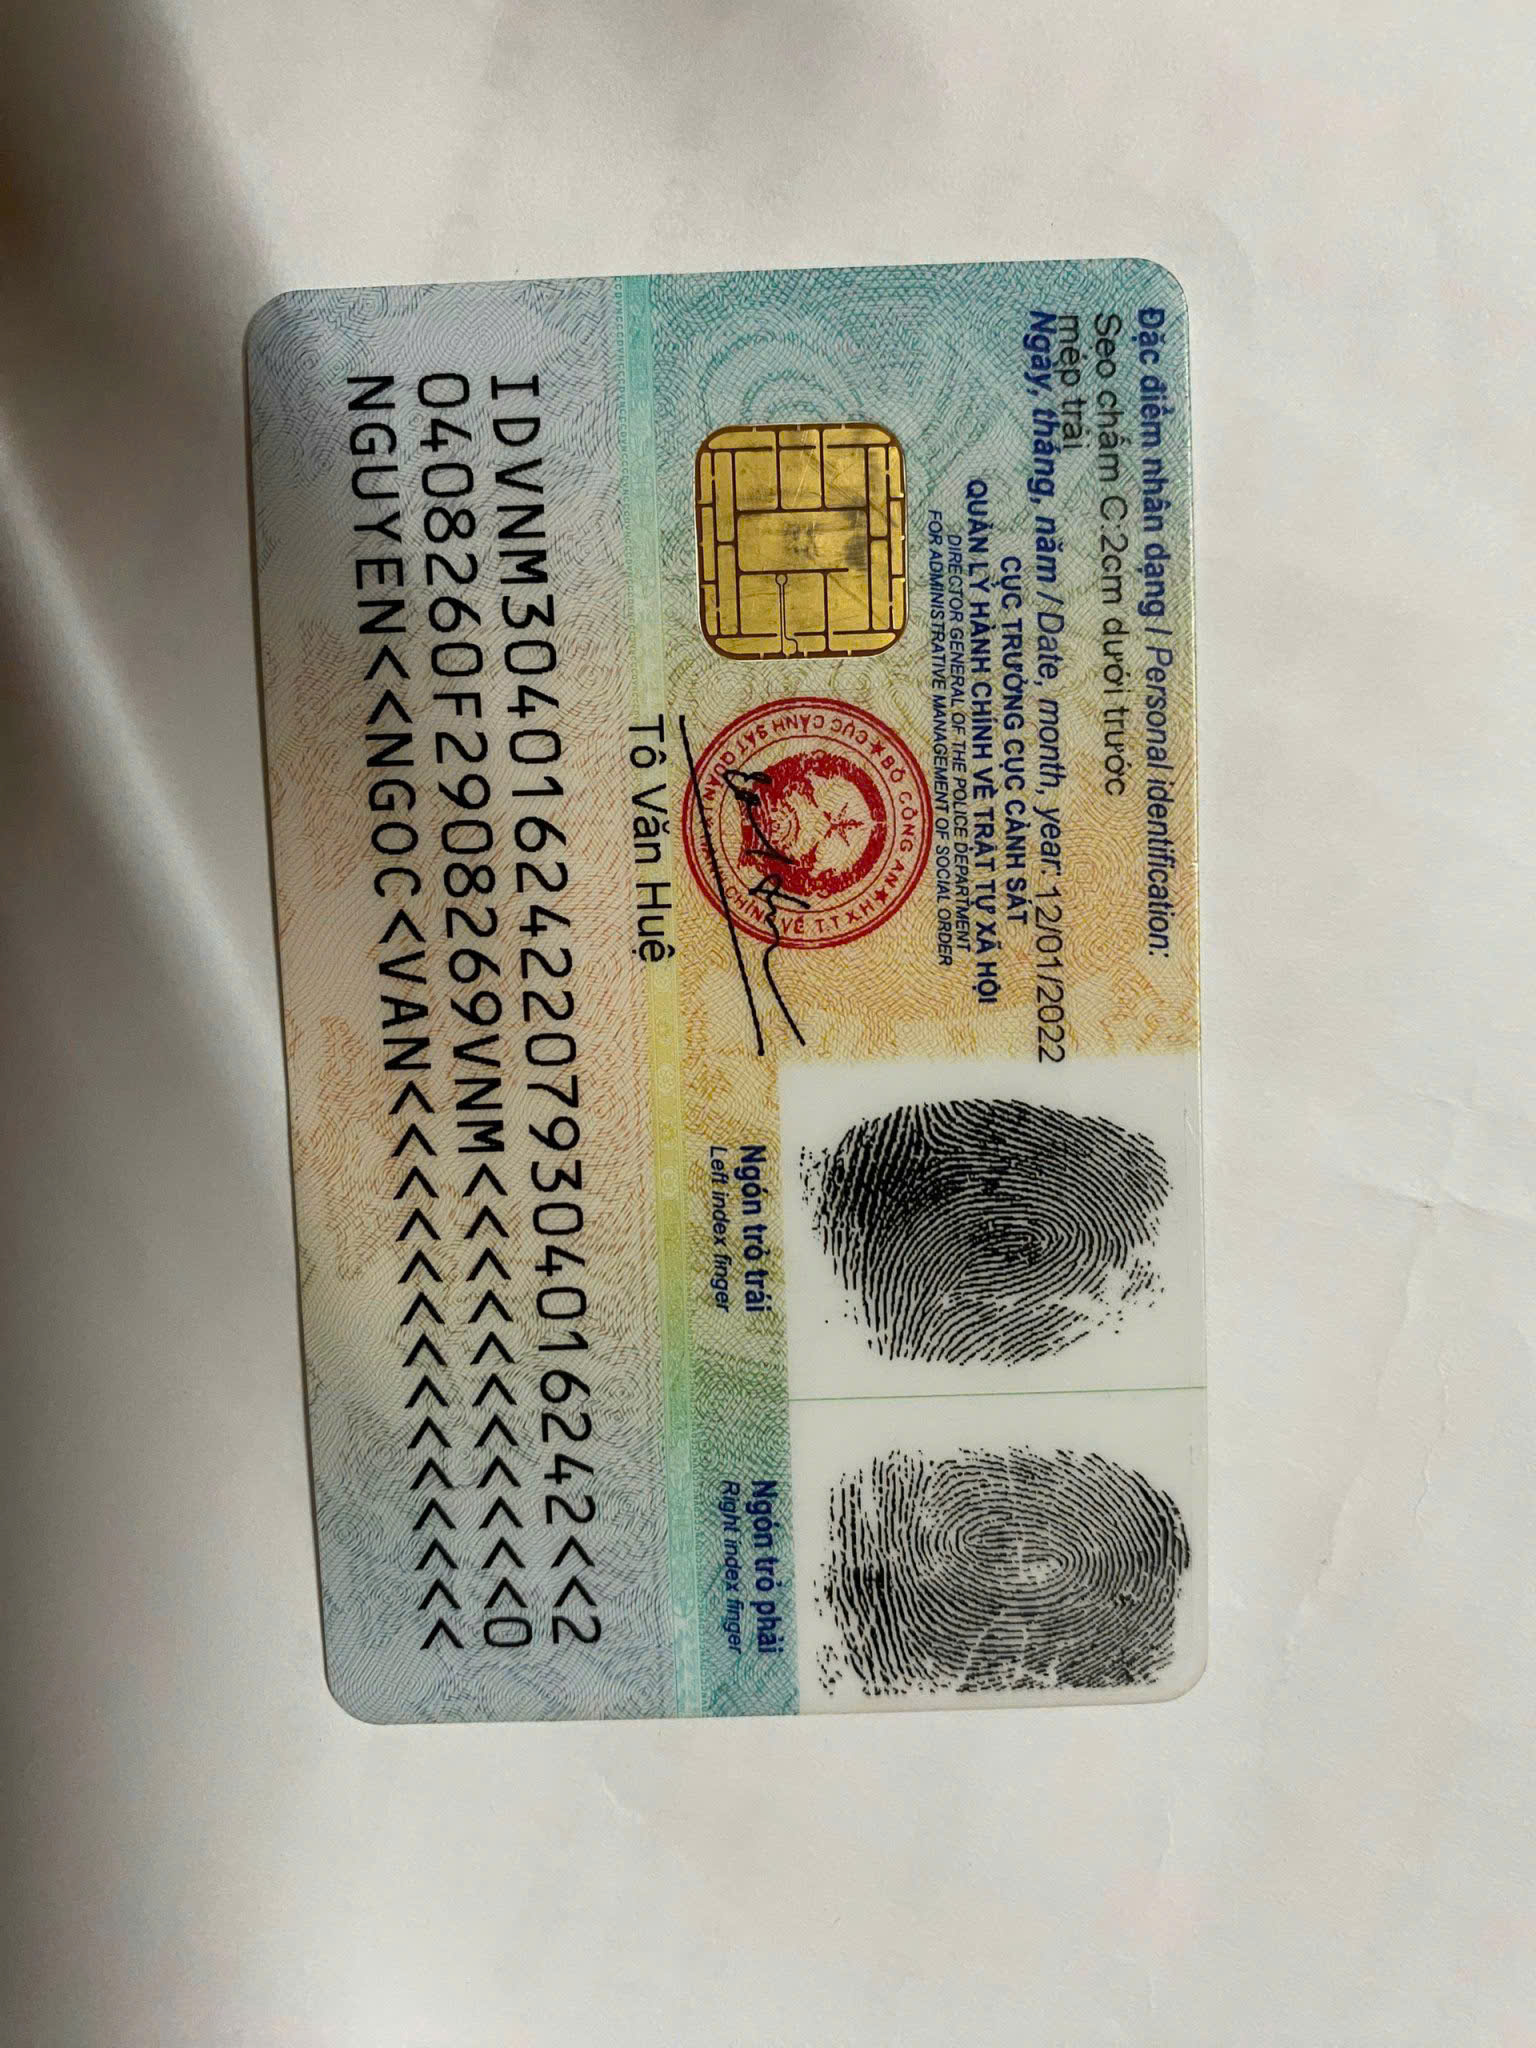 Đặc điểm nhân dạng / Personal identification:
Sẹo chấm C:2cm dưới trước
mép trái
Ngày, tháng, năm / Date, month, year: 12/01/2022
CỤC TRƯỞNG CỤC CẢNH SÁT
QUẢN LÝ HÀNH CHÍNH VỀ TRẬT TỰ XÃ HỘI
DIRECTOR GENERAL OF THE POLICE DEPARTMENT
FOR ADMINISTRATIVE MANAGEMENT OF SOCIAL ORDER
★ BỘ CÔNG AN ★
CỤC CẢNH SÁT QUẢN LÝ HÀNH CHÍNH VỀ T.T.X.H
Tô Văn Huệ
Ngón trỏ trái
Left index finger
Ngón trỏ phải
Right index finger
IDVNM3040162422079304016242<<2
0408260F2908269VNM<<<<<<<<<<<0
NGUYEN<<NGOC<VAN<<<<<<<<<<<<<<